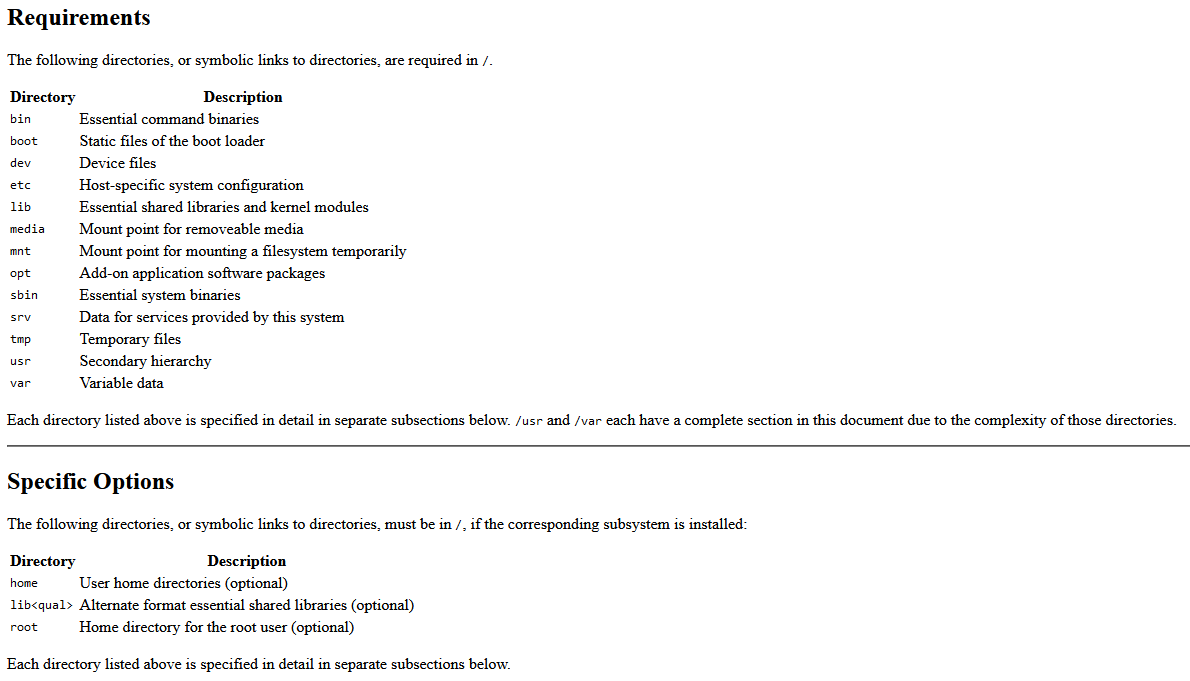 Requirements
The following directories, or symbolic links to directories, are required in /.
Directory Description
bin Essential command binaries
boot Static files of the boot loader
dev Device files
etc Host-specific system configuration
lib Essential shared libraries and kernel modules
media Mount point for removeable media
mnt Mount point for mounting a filesystem temporarily
opt Add-on application software packages
sbin Essential system binaries
srv Data for services provided by this system
tmp Temporary files
usr Secondary hierarchy
var Variable data
Each directory listed above is specified in detail in separate subsections below. /usr and /var each have a complete section in this document due to the complexity of those directories.
Specific Options
The following directories, or symbolic links to directories, must be in /, if the corresponding subsystem is installed:
Directory Description
home User home directories (optional)
lib<qual> Alternate format essential shared libraries (optional)
root Home directory for the root user (optional)
Each directory listed above is specified in detail in separate subsections below.